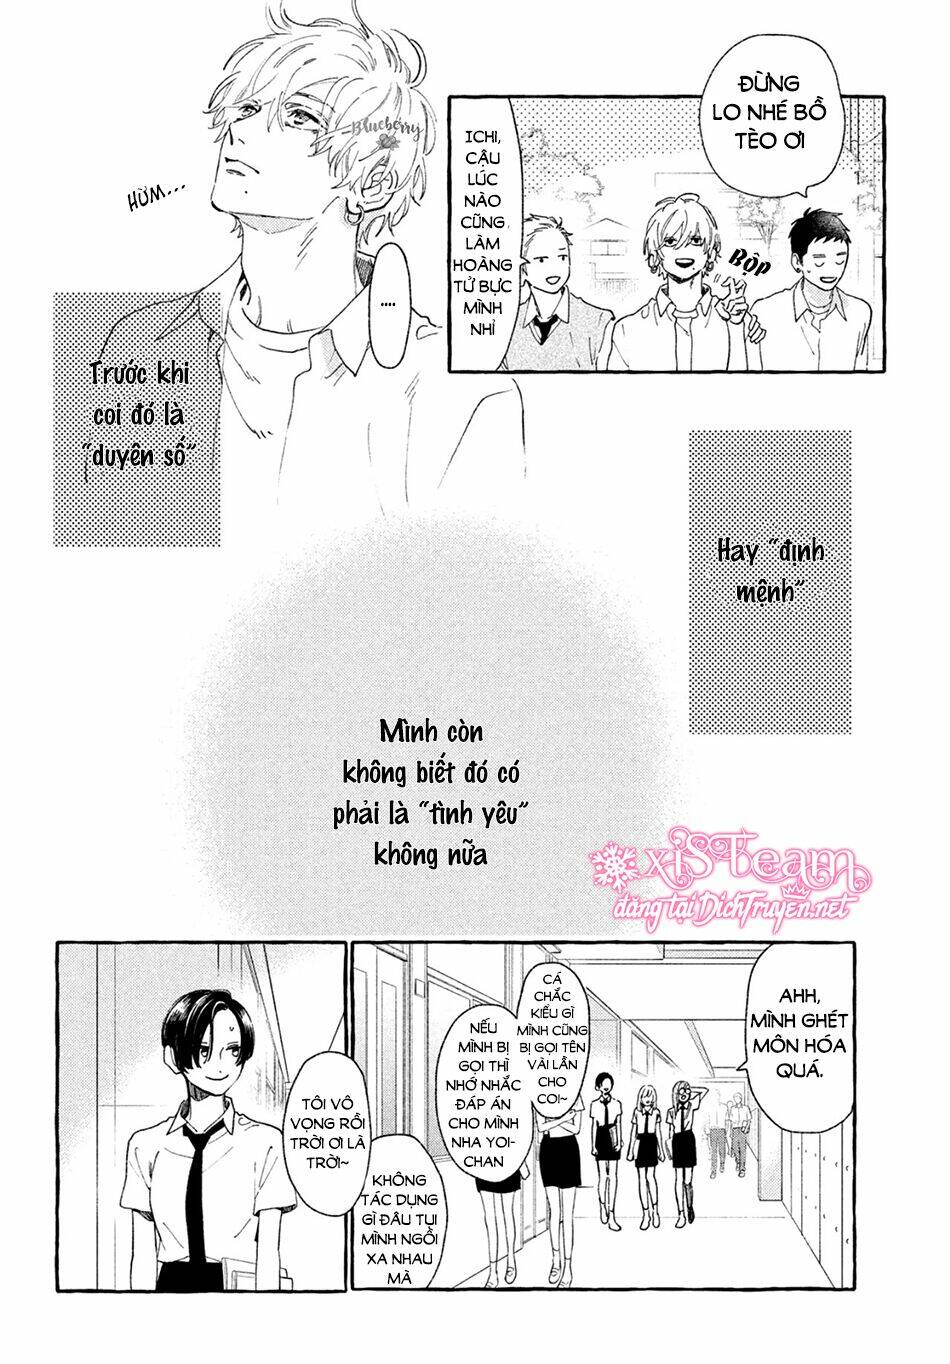 ĐỪNG
LO NHÉ BỒ
TÈO ƠI
ICHI,
CẬU
LÚC
NÀO
CŨNG
LÀM
HOÀNG
TỬ BỰC
MÌNH
NHỈ
BỘP
Blueberry
HỪM...
....
Trước khi
coi đó là
"duyên số"
Hay "định
mệnh"
Mình còn
không biết đó có
phải là "tình yêu"
không nữa
xiSTeam
đăng tại DichTruyen.net
AHH,
MÌNH GHÉT
MÔN HÓA
QUÁ.
CÁ
CHẮC
KIỂU GÌ
MÌNH CŨNG
BỊ GỌI TÊN
VÀI LẦN
CHO
COI~
NẾU
MÌNH BỊ
GỌI THÌ
NHỚ NHẮC
ĐÁP ÁN
CHO MÌNH
NHA YOI-
CHAN
KHÔNG
TÁC DỤNG
GÌ ĐÂU TỤI
MÌNH NGỒI
XA NHAU
MÀ
TÔI VÔ
VỌNG RỒI
TRỜI ƠI LÀ
TRỜI~